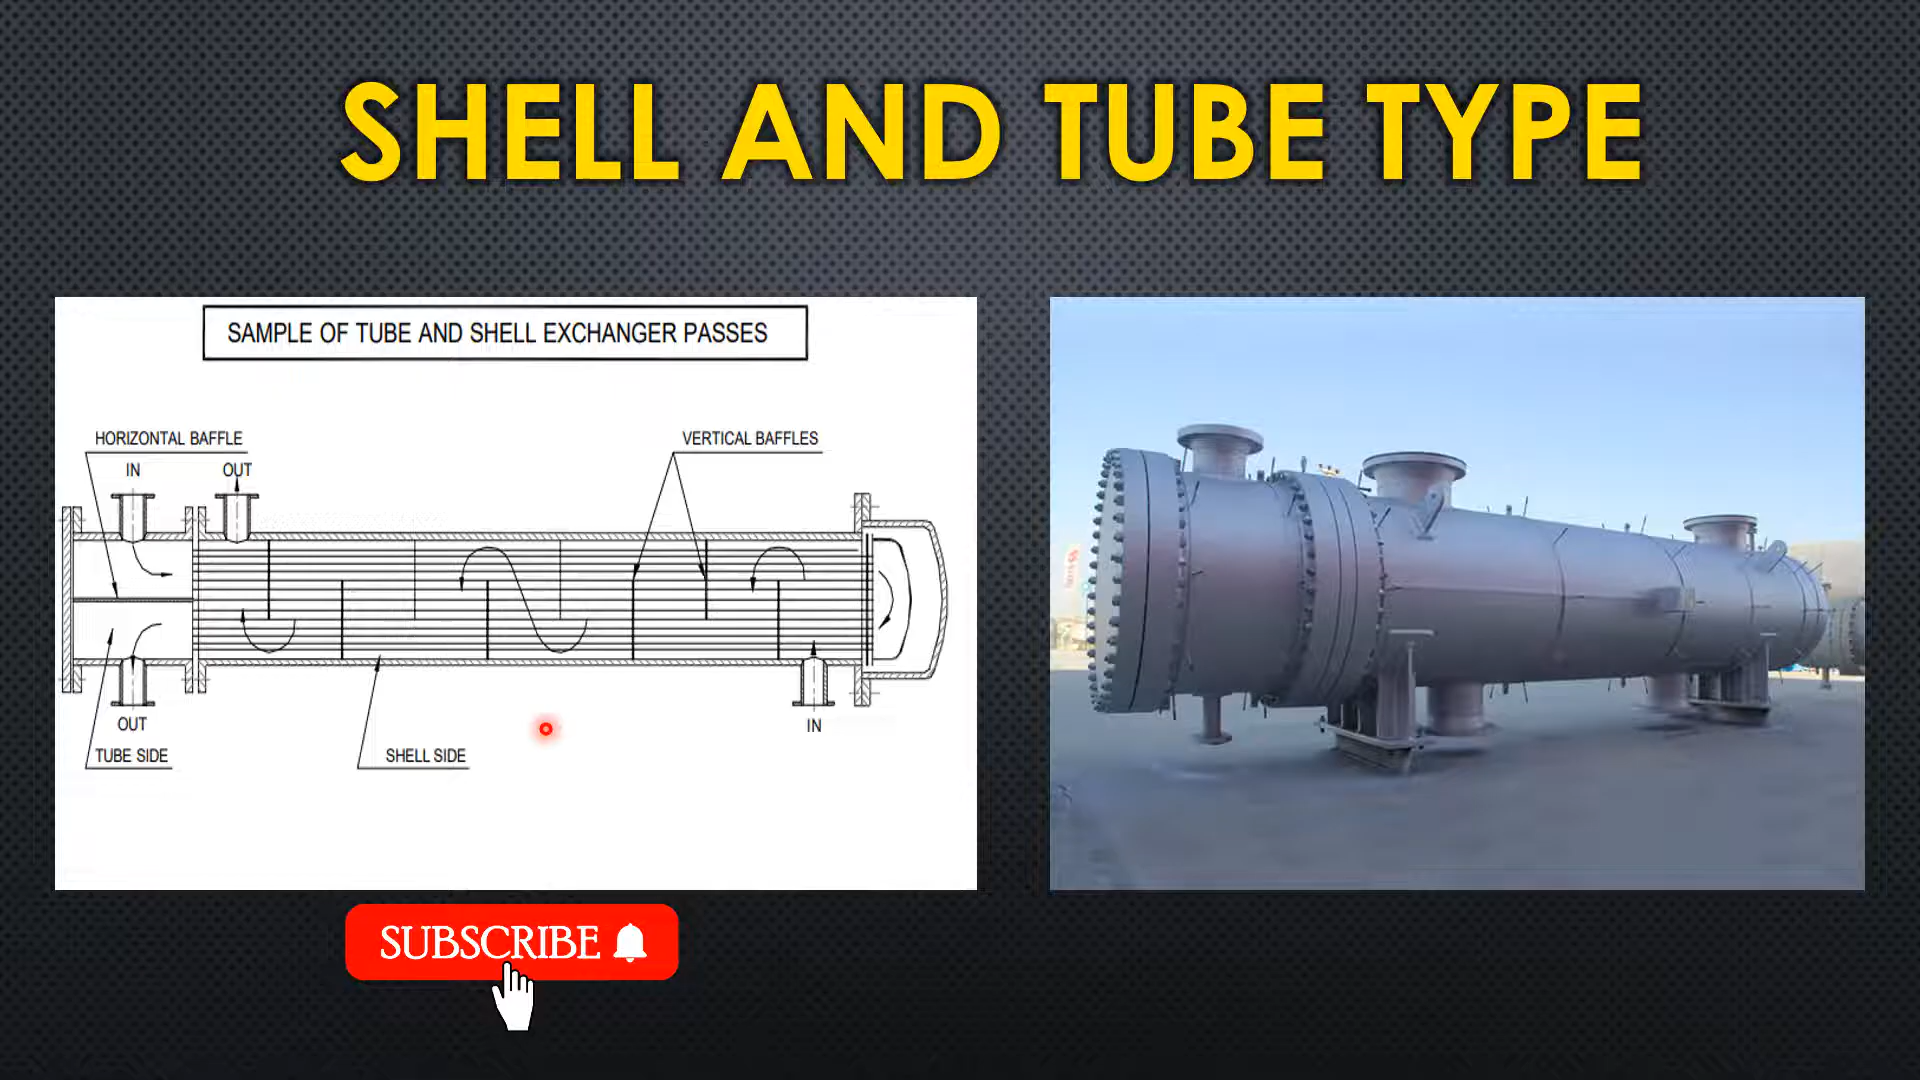 SHELL AND TUBE TYPE
SAMPLE OF TUBE AND SHELL EXCHANGER PASSES
HORIZONTAL BAFFLE
VERTICAL BAFFLES
IN
OUT
OUT
IN
TUBE SIDE
SHELL SIDE
SUBSCRIBE